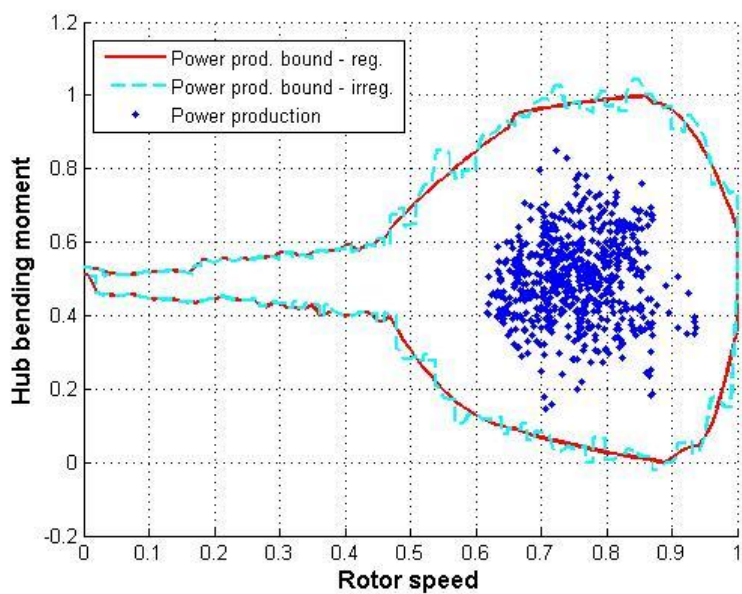 1.2
Power prod. bound - reg.
Power prod. bound - irreg.
Power production
1
0.8
0.6
0.4
0.2
0
-0.2
Hub bending moment
0 0.1 0.2 0.3 0.4 0.5 0.6 0.7 0.8 0.9 1
Rotor speed